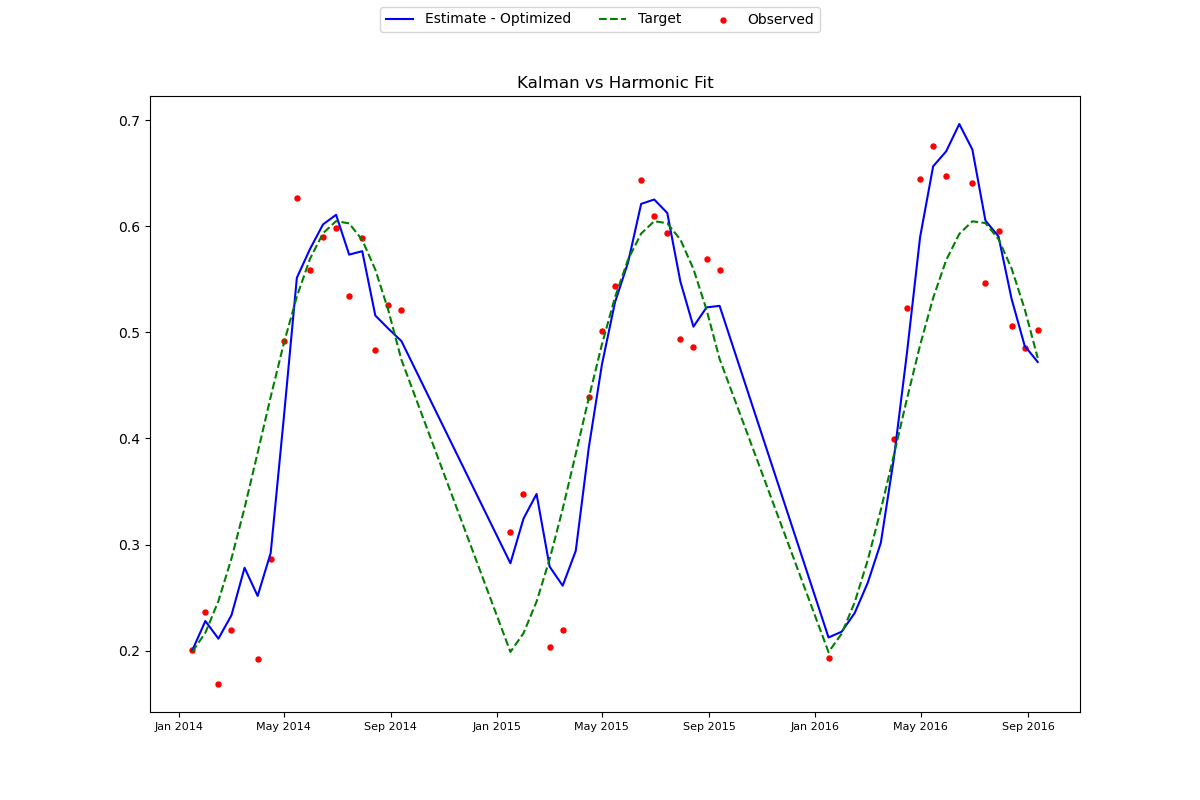 Estimate - Optimized Target Observed
Kalman vs Harmonic Fit
0.7
0.6
0.5
0.4
0.3
0.2
Jan 2014 May 2014 Sep 2014 Jan 2015 May 2015 Sep 2015 Jan 2016 May 2016 Sep 2016